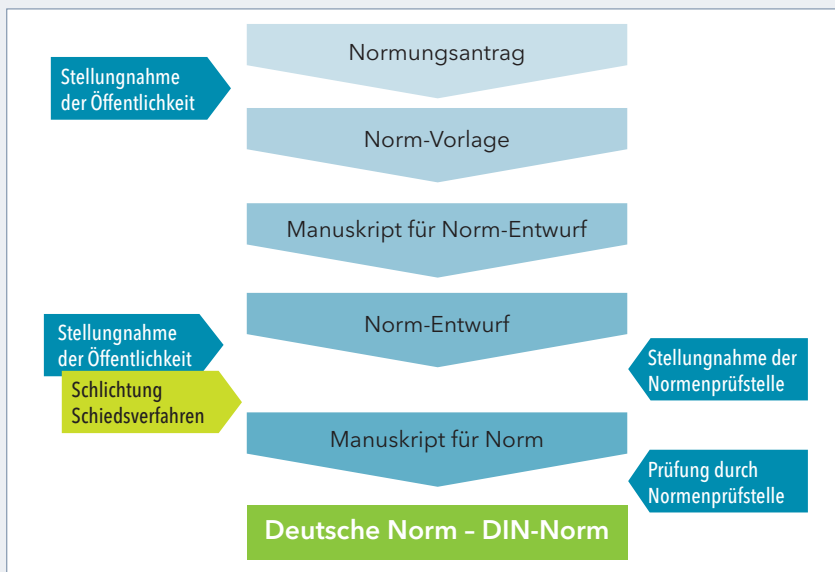 Normungsantrag
Stellungnahme
der Öffentlichkeit
Norm-Vorlage
Manuskript für Norm-Entwurf
Norm-Entwurf
Stellungnahme
der Öffentlichkeit
Stellungnahme der
Normenprüfstelle
Schlichtung
Schiedsverfahren
Manuskript für Norm
Prüfung durch
Normenprüfstelle
Deutsche Norm – DIN-Norm